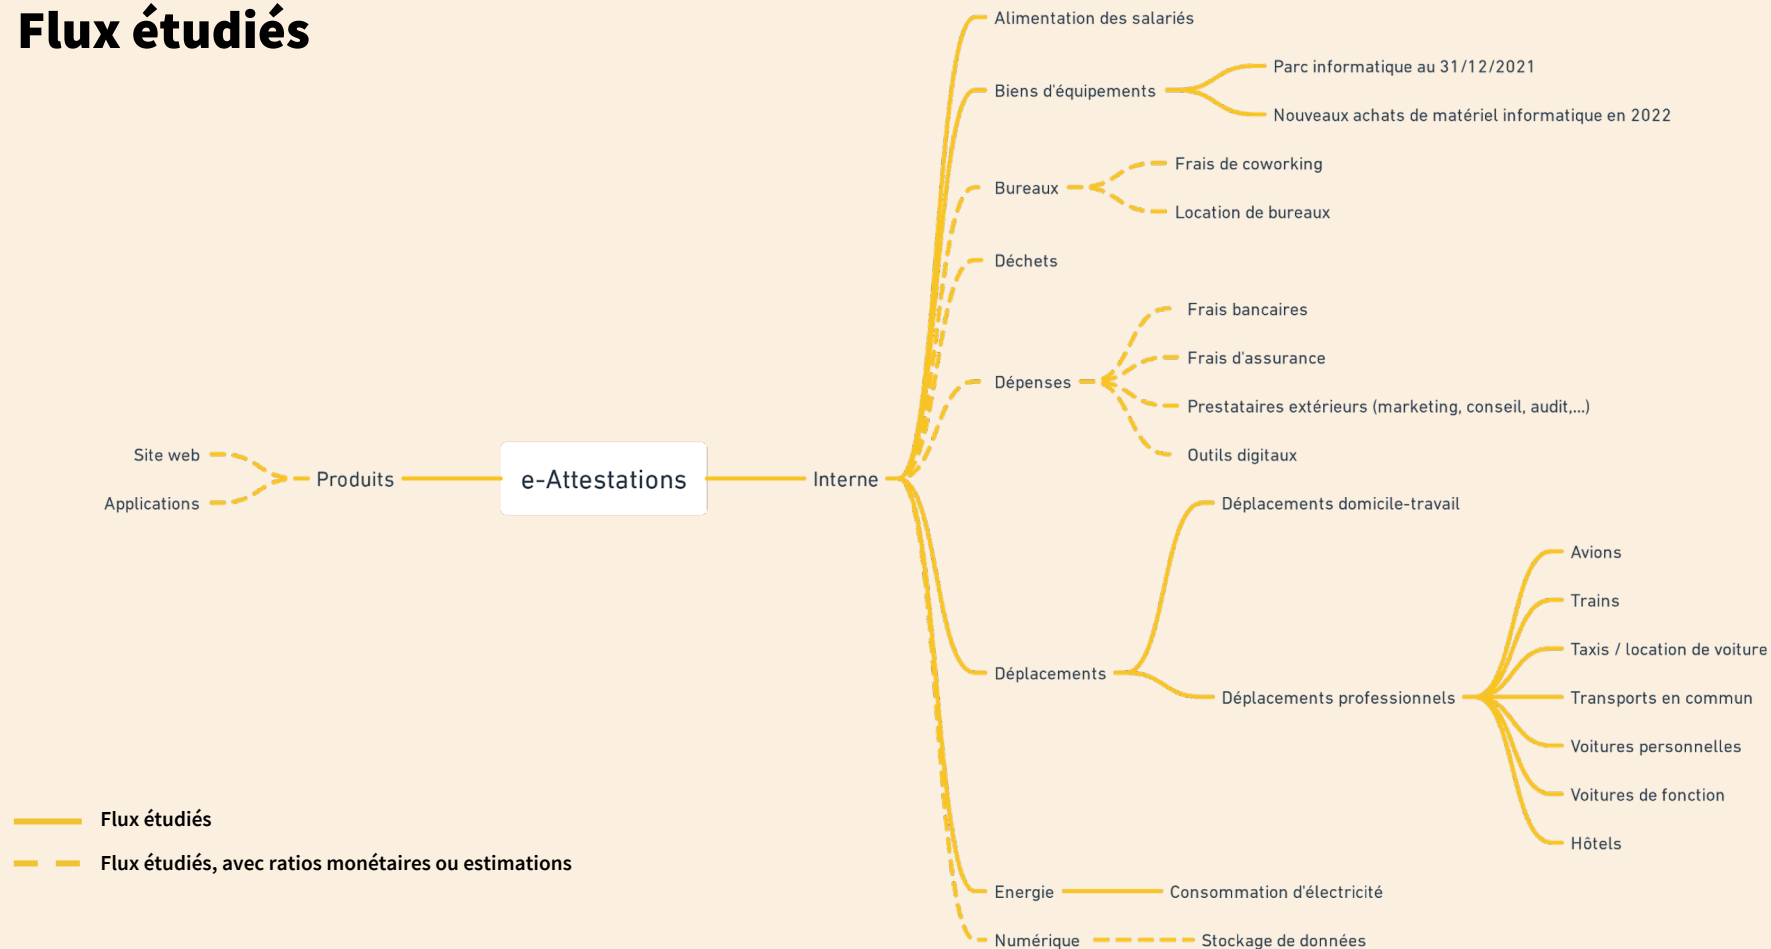 Flux étudiés
Alimentation des salariés
Biens d'équipements
Parc informatique au 31/12/2021
Nouveaux achats de matériel informatique en 2022
Bureaux
Frais de coworking
Location de bureaux
Déchets
Dépenses
Frais bancaires
Frais d'assurance
Prestataires extérieurs (marketing, conseil, audit,...)
Outils digitaux
Site web
Applications
Produits
e-Attestations
Interne
Déplacements
Déplacements domicile-travail
Déplacements professionnels
Avions
Trains
Taxis / location de voiture
Transports en commun
Voitures personnelles
Voitures de fonction
Hôtels
Energie
Consommation d'électricité
Numérique
Stockage de données
Flux étudiés
Flux étudiés, avec ratios monétaires ou estimations